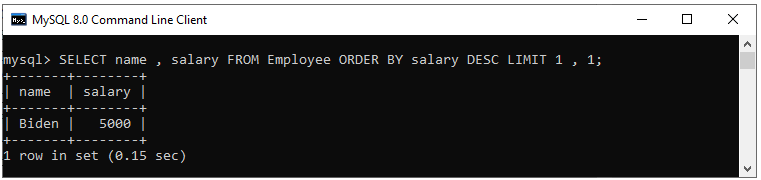 MySQL 8.0 Command Line Client
mysql> SELECT name , salary FROM Employee ORDER BY salary DESC LIMIT 1 , 1;
+-------+--------+
| name  | salary |
+-------+--------+
| Biden |   5000 |
+-------+--------+
1 row in set (0.15 sec)